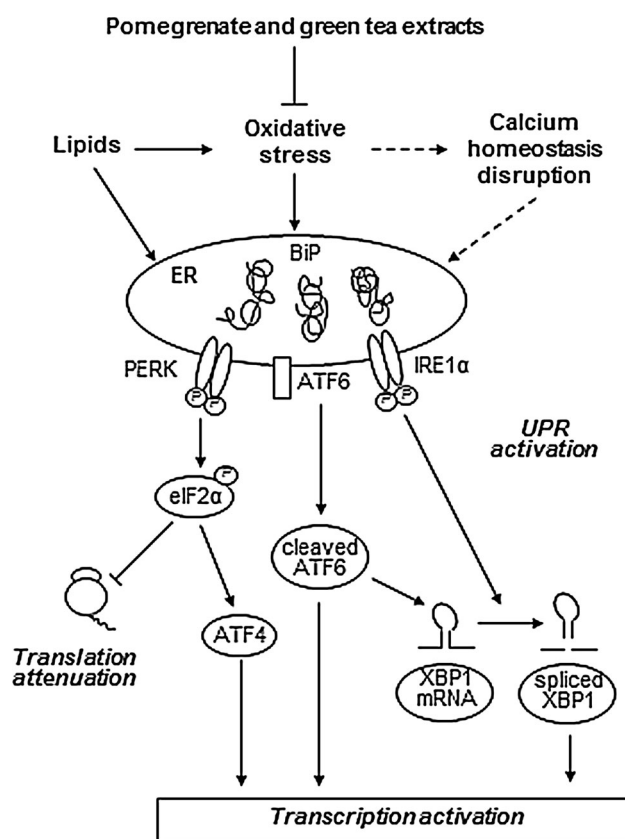 Pomegrenate and green tea extracts
Lipids
Oxidative
stress
Calcium
homeostasis
disruption
BiP
ER
PERK
ATF6
IRE1α
P
P
P
P
UPR
activation
P
eIF2α
cleaved
ATF6
ATF4
Translation
attenuation
XBP1
mRNA
spliced
XBP1
Transcription activation